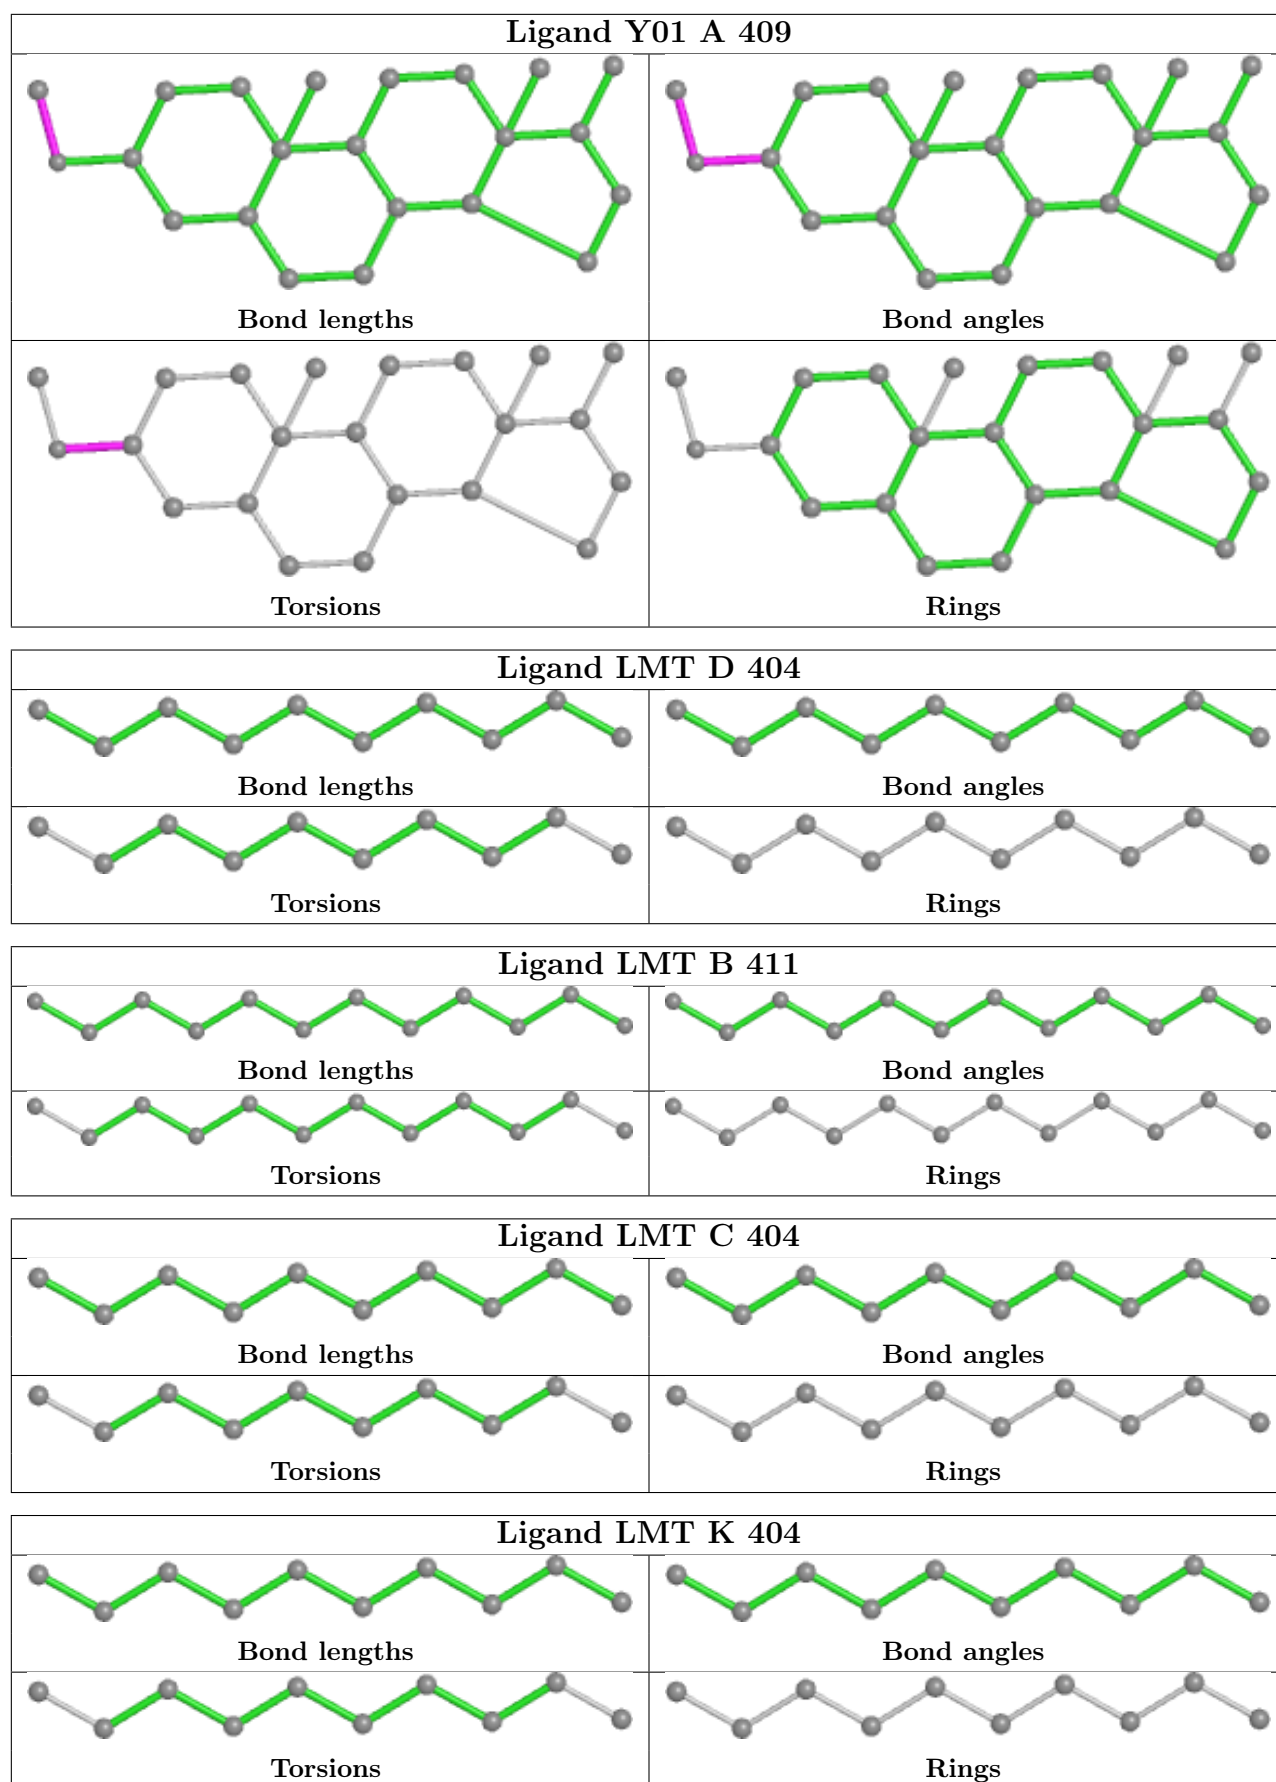 Ligand Y01 A 409
Bond lengths
Bond angles
Torsions
Rings
Ligand LMT D 404
Bond lengths
Bond angles
Torsions
Rings
Ligand LMT B 411
Bond lengths
Bond angles
Torsions
Rings
Ligand LMT C 404
Bond lengths
Bond angles
Torsions
Rings
Ligand LMT K 404
Bond lengths
Bond angles
Torsions
Rings